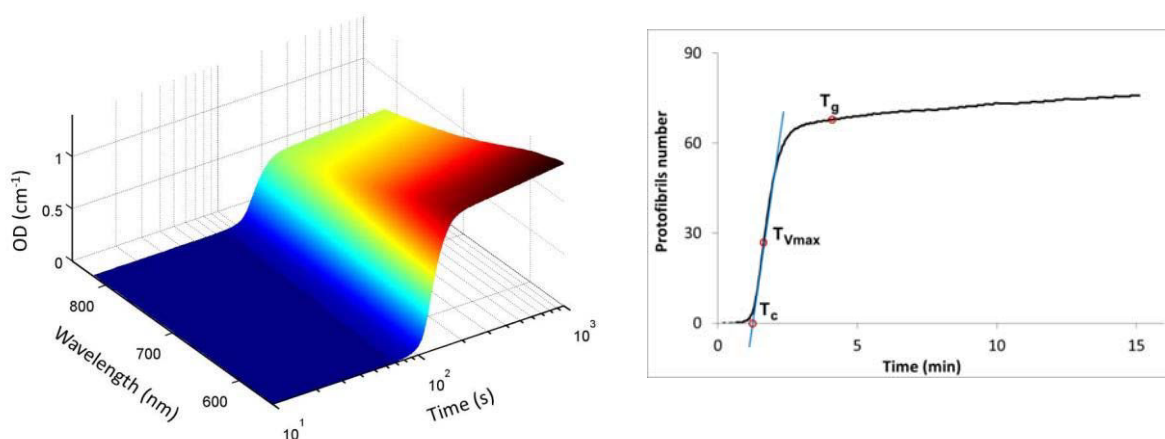 OD (cm⁻¹)
1
0.5
0
800
700
600
Wavelength (nm)
10¹
10²
10³
Time (s)
Protofibrils number
90
60
30
0
T_g
T_Vmax
T_c
0 5 10 15
Time (min)